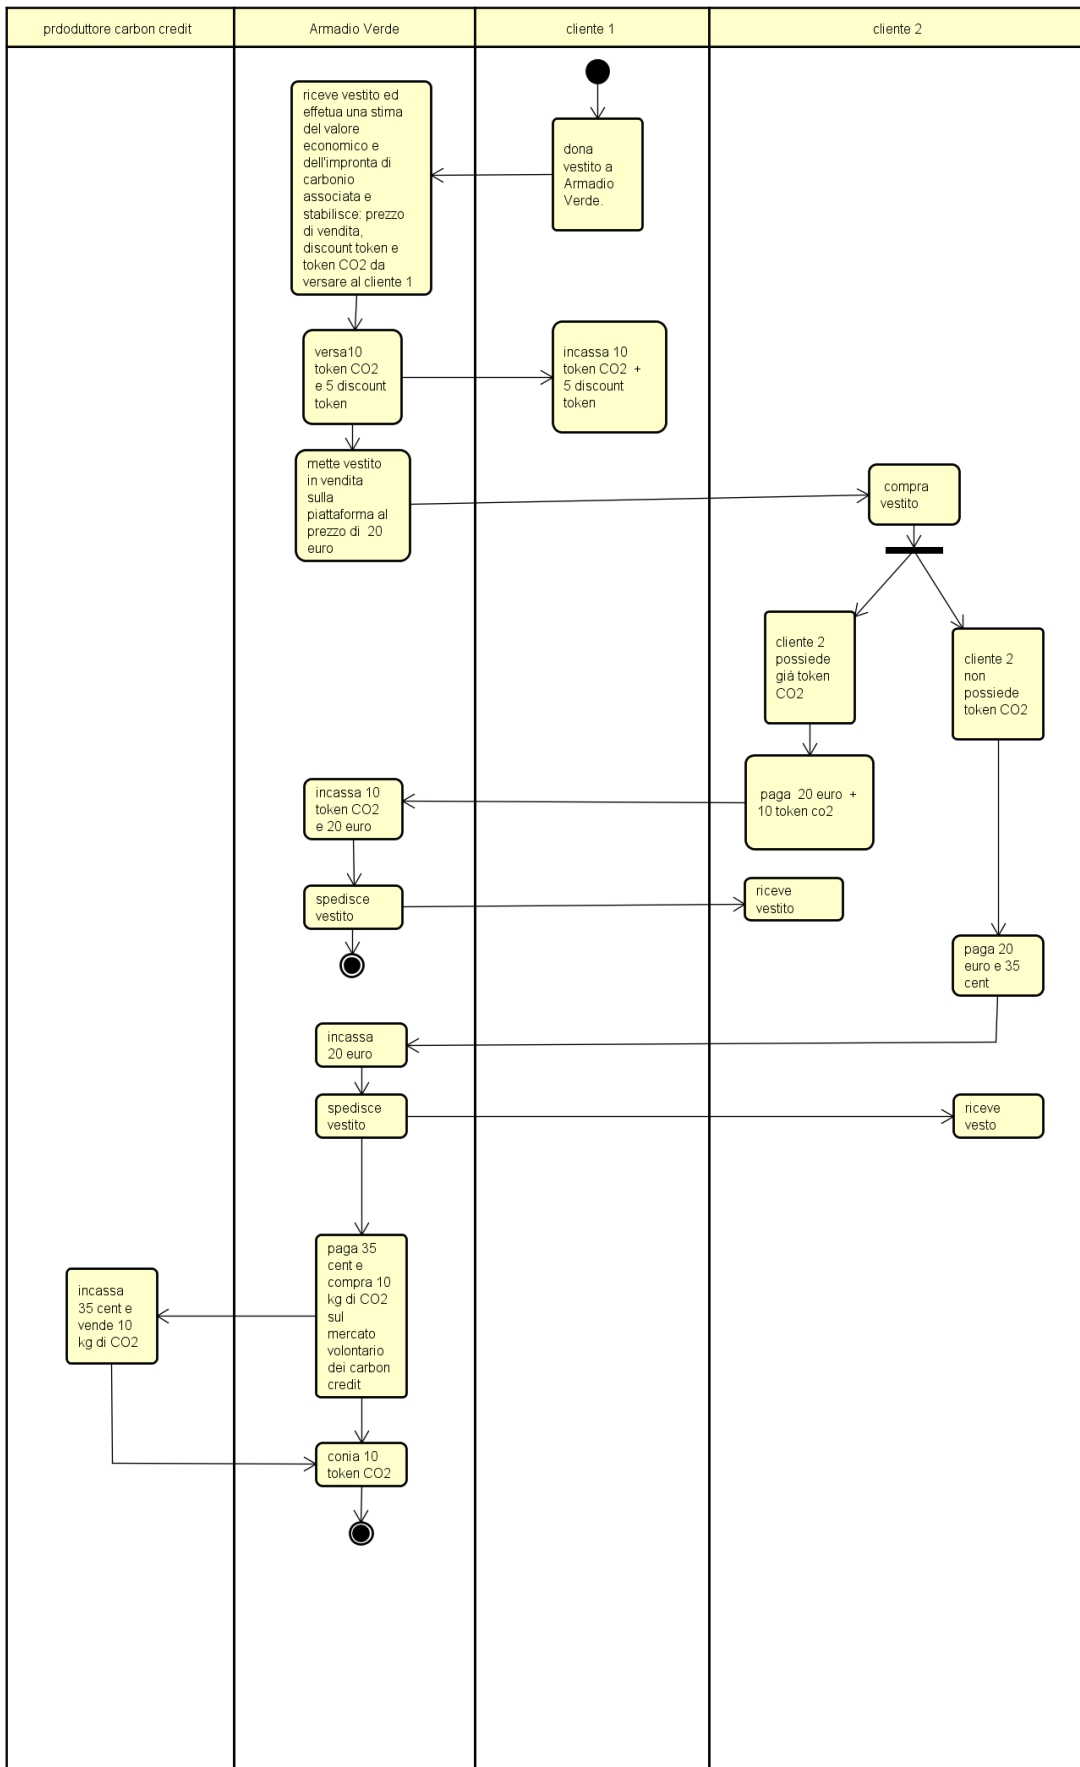 prdoduttore carbon credit
Armadio Verde
cliente 1
cliente 2
riceve vestito ed
effetua una stima
del valore
economico e
dell'impronta di
carbonio
associata e
stabilisce: prezzo
di vendita,
discount token e
token CO2 da
versare al cliente 1
dona
vestito a
Armadio
Verde.
versa10
token CO2
e 5 discount
token
incassa 10
token CO2 +
5 discount
token
mette vestito
in vendita
sulla
piattaforma al
prezzo di 20
euro
compra
vestito
cliente 2
possiede
già token
CO2
cliente 2
non
possiede
token CO2
paga 20 euro +
10 token co2
incassa 10
token CO2
e 20 euro
spedisce
vestito
riceve
vestito
paga 20
euro e 35
cent
incassa
20 euro
spedisce
vestito
riceve
vesto
paga 35
cent e
compra 10
kg di CO2
sul
mercato
volontario
dei carbon
credit
incassa
35 cent e
vende 10
kg di CO2
conia 10
token CO2